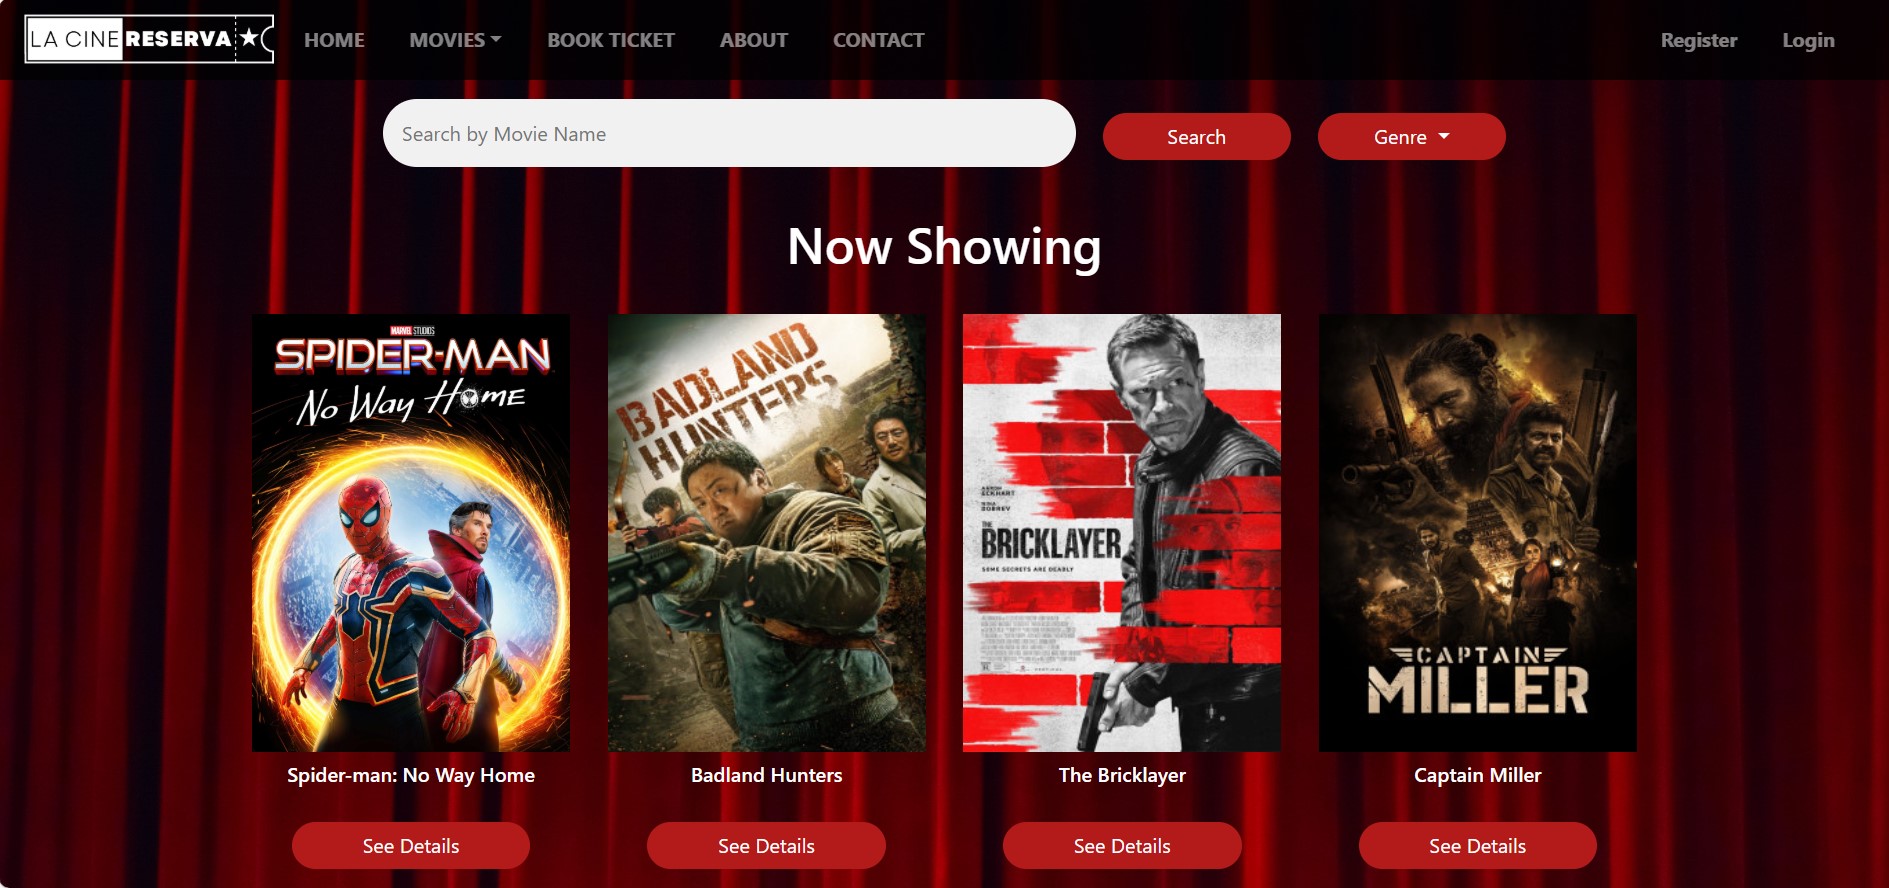 LA CINE RESERVA
HOME
MOVIES
BOOK TICKET
ABOUT
CONTACT
Register
Login
Search by Movie Name
Search
Genre
Now Showing
MARVEL STUDIOS
SPIDER-MAN
No Way Home
BADLAND
HUNTERS
AARON
ECKHART
NINA
DOBREV
THE
BRICKLAYER
SOME SECRETS ARE DEADLY
CAPTAIN
MILLER
Spider-man: No Way Home
Badland Hunters
The Bricklayer
Captain Miller
See Details
See Details
See Details
See Details